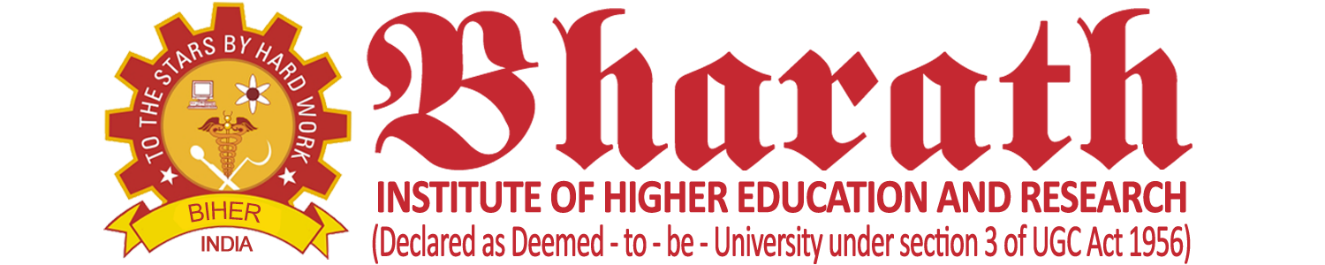 TO THE STARS BY HARD WORK
BIHER
INDIA
Bharath
INSTITUTE OF HIGHER EDUCATION AND RESEARCH
(Declared as Deemed - to - be - University under section 3 of UGC Act 1956)